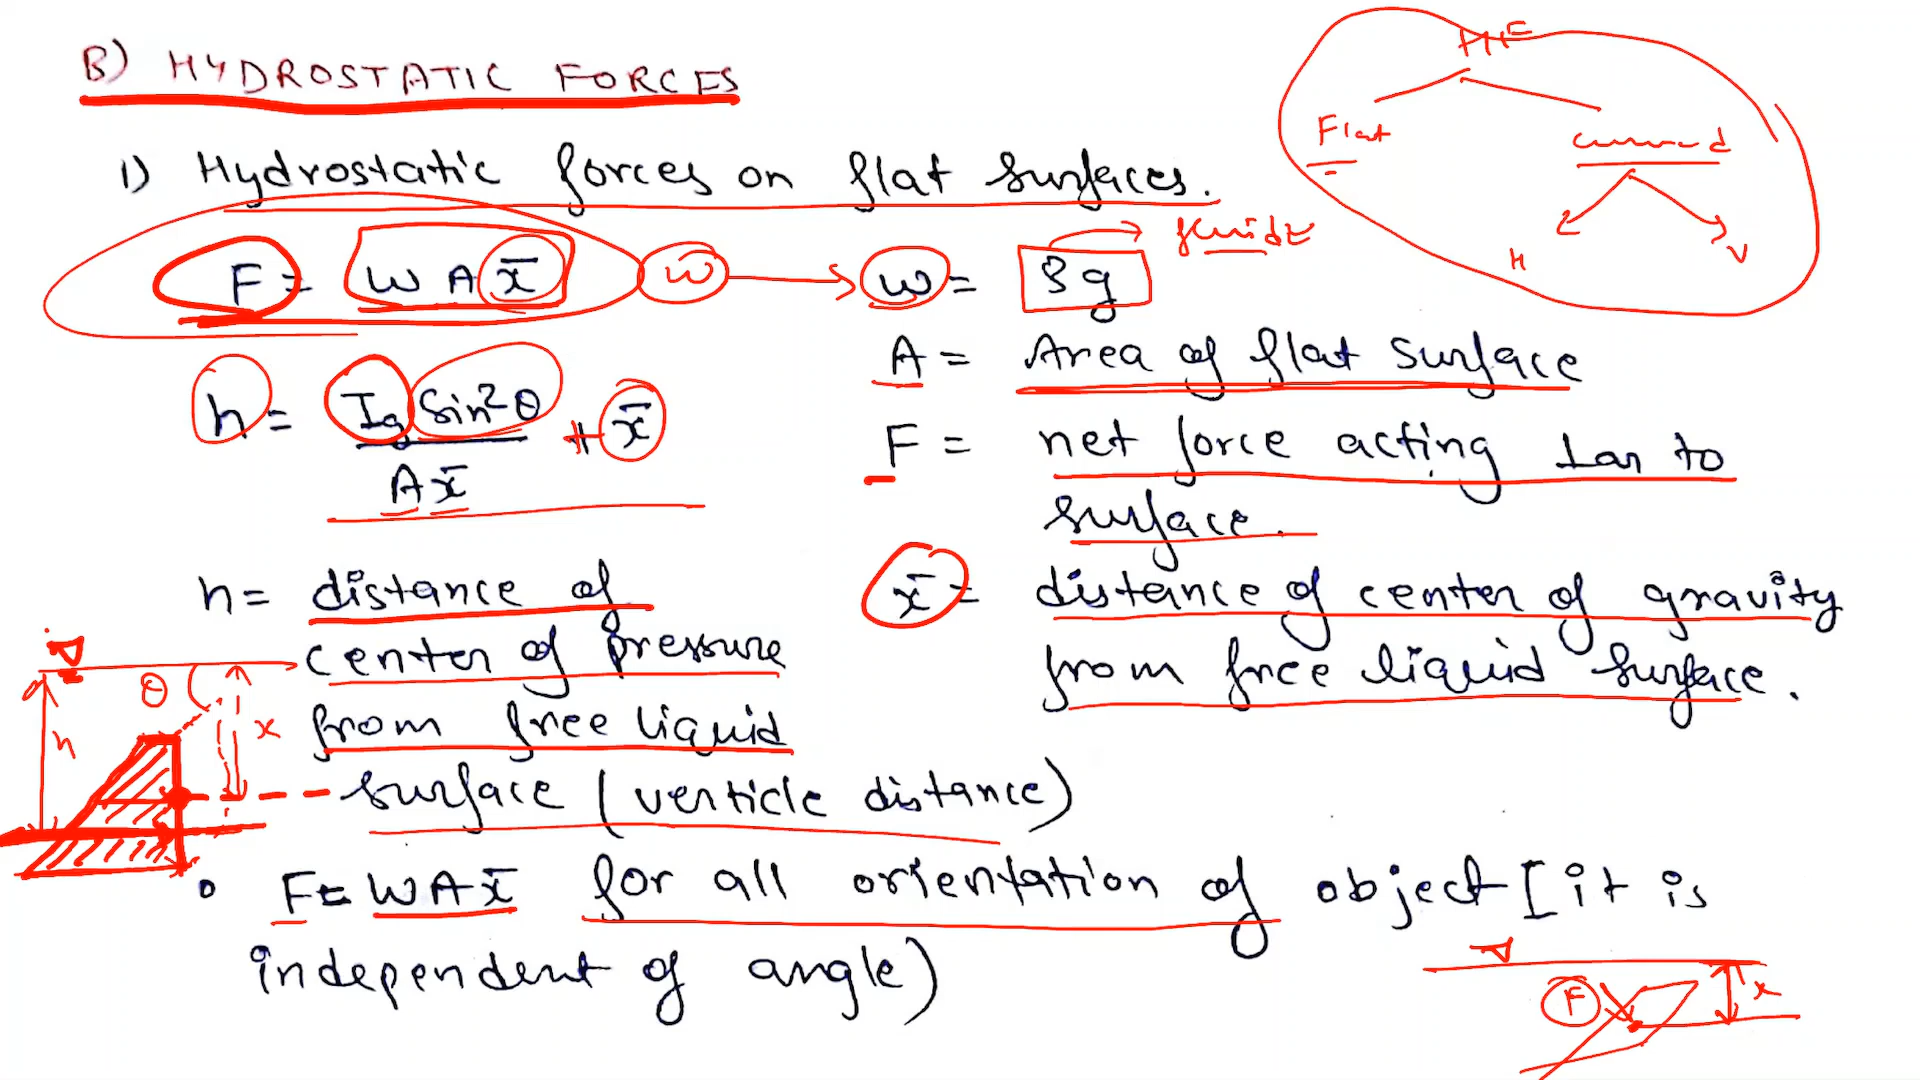 B) HYDROSTATIC FORCES
HF
Flat curved
H V
1) Hydrostatic forces on flat surfaces.
F = W A x̄ w w = ρg fluid
h = IG Sin²θ / A x̄ + x̄
A = Area of flat surface
F = net force acting ⊥ar to
surface.
h = distance of
center of pressure
from free liquid
surface (verticle distance)
x̄ = distance of center of gravity
from free liquid surface.
θ
h
x
• F = WAx̄ for all orientation of object [it is
independent of angle)
F x